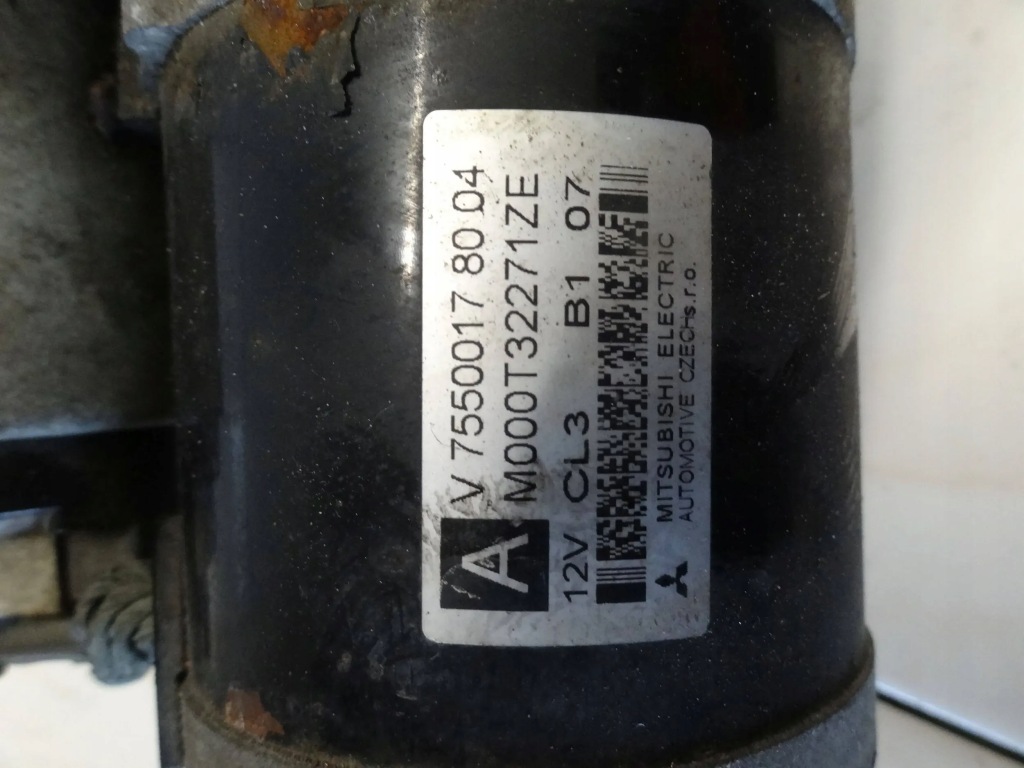 A
V 7550017 80 04
M000T32271ZE
12V CL3 B1 07
MITSUBISHI ELECTRIC
AUTOMOTIVE CZECH s.r.o.